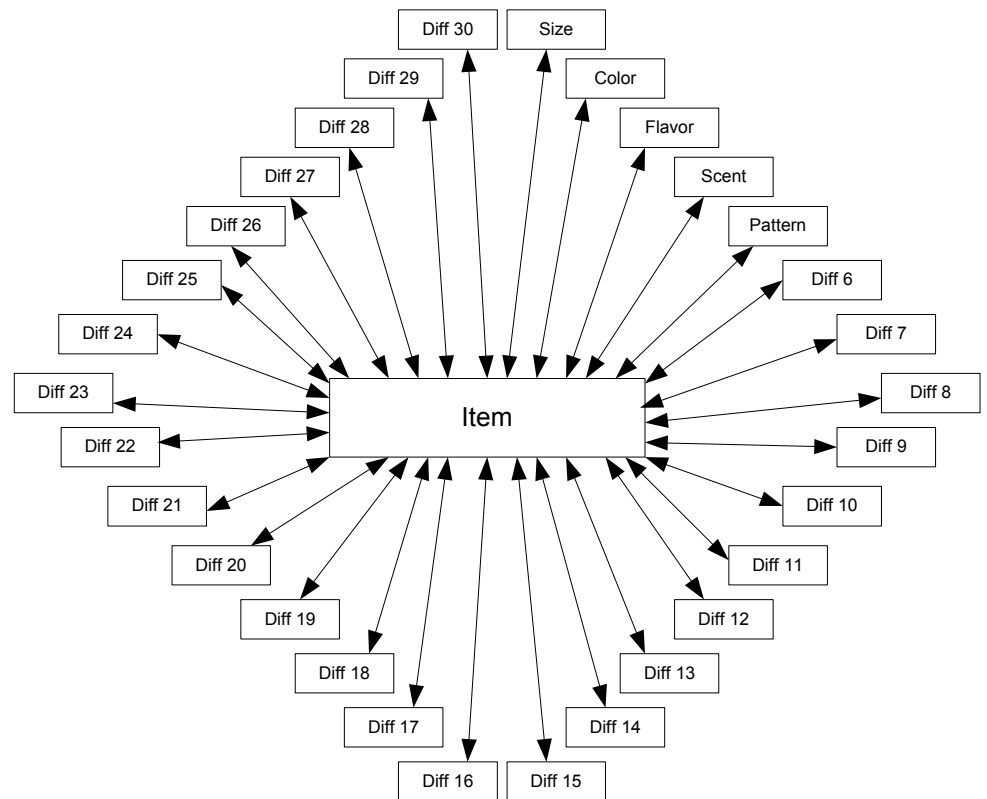 Diff 30
Size
Diff 29
Color
Diff 28
Flavor
Diff 27
Scent
Diff 26
Pattern
Diff 25
Diff 6
Diff 24
Diff 7
Diff 23
Diff 8
Item
Diff 22
Diff 9
Diff 21
Diff 10
Diff 20
Diff 11
Diff 19
Diff 12
Diff 18
Diff 13
Diff 17
Diff 14
Diff 16
Diff 15